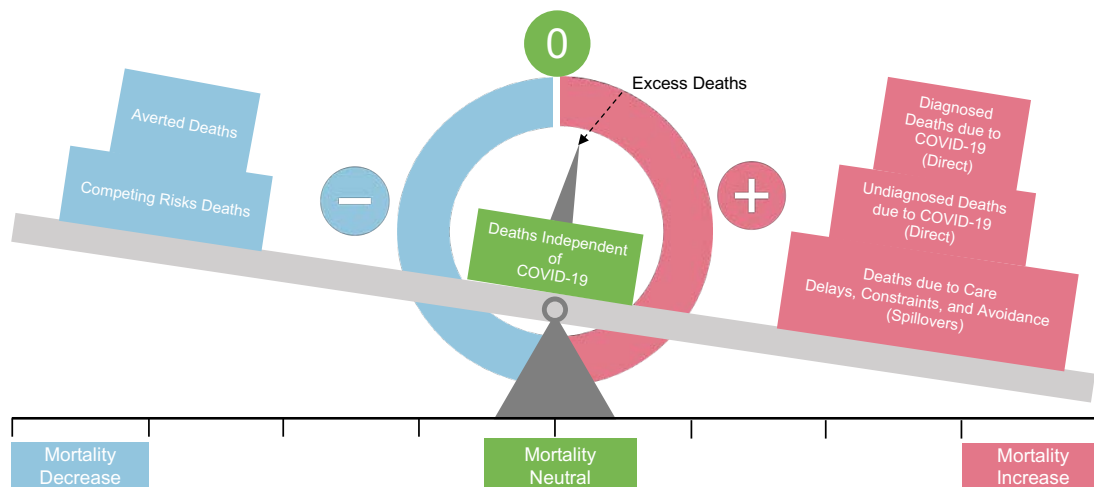 0
Excess Deaths
Averted Deaths
Competing Risks Deaths
Deaths Independent
of
COVID-19
Diagnosed
Deaths due to
COVID-19
(Direct)
Undiagnosed Deaths
due to COVID-19
(Direct)
Deaths due to Care
Delays, Constraints, and Avoidance
(Spillovers)
Mortality
Decrease
Mortality
Neutral
Mortality
Increase